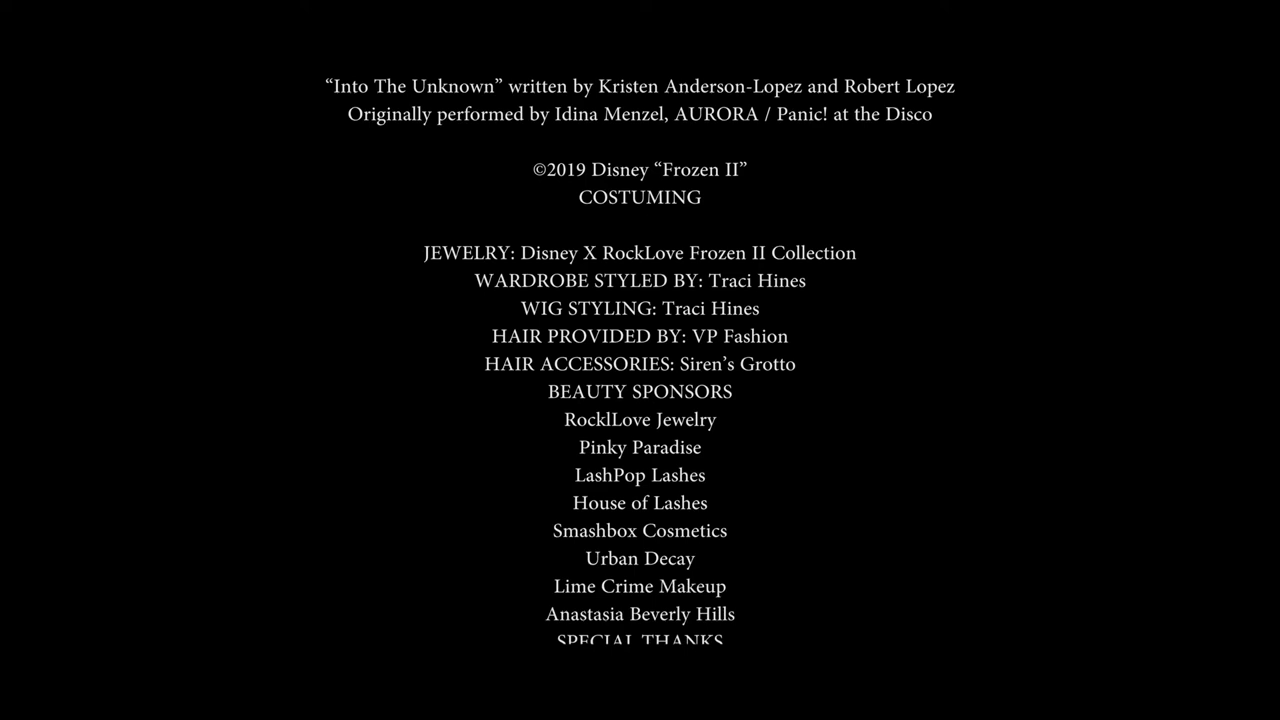 “Into The Unknown” written by Kristen Anderson-Lopez and Robert Lopez
Originally performed by Idina Menzel, AURORA / Panic! at the Disco
©2019 Disney “Frozen II”
COSTUMING
JEWELRY: Disney X RockLove Frozen II Collection
WARDROBE STYLED BY: Traci Hines
WIG STYLING: Traci Hines
HAIR PROVIDED BY: VP Fashion
HAIR ACCESSORIES: Siren’s Grotto
BEAUTY SPONSORS
RocklLove Jewelry
Pinky Paradise
LashPop Lashes
House of Lashes
Smashbox Cosmetics
Urban Decay
Lime Crime Makeup
Anastasia Beverly Hills
SPECIAL THANKS